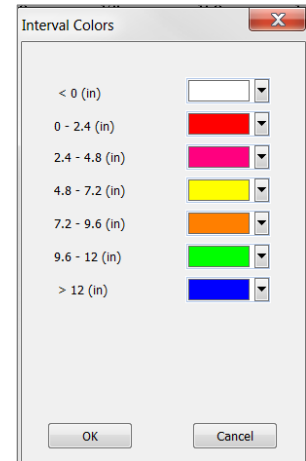 Interval Colors
< 0 (in)
0 - 2.4 (in)
2.4 - 4.8 (in)
4.8 - 7.2 (in)
7.2 - 9.6 (in)
9.6 - 12 (in)
> 12 (in)
OK Cancel